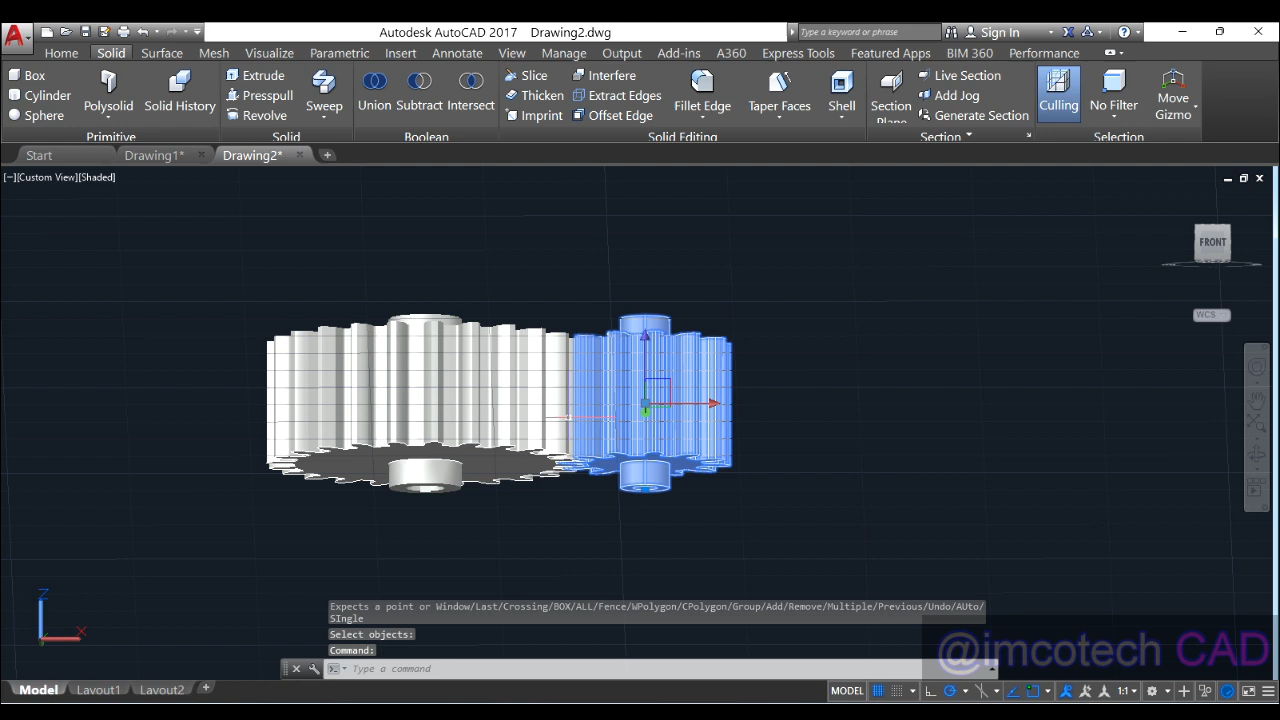 Autodesk AutoCAD 2017 Drawing2.dwg
Type a keyword or phrase
Sign In
Home Solid Surface Mesh Visualize Parametric Insert Annotate View Manage Output Add-ins A360 Express Tools Featured Apps BIM 360 Performance
Box
Cylinder
Sphere
Polysolid
Solid History
Extrude
Presspull
Revolve
Sweep
Union
Subtract
Intersect
Slice
Thicken
Imprint
Interfere
Extract Edges
Offset Edge
Fillet Edge
Taper Faces
Shell
Section
Plane
Live Section
Add Jog
Generate Section
Culling
No Filter
Move
Gizmo
Primitive
Solid
Boolean
Solid Editing
Section
Selection
Start
Drawing1*
Drawing2*
[−][Custom View][Shaded]
FRONT
WCS
Z
X
Expects a point or Window/Last/Crossing/BOX/ALL/Fence/WPolygon/CPolygon/Group/Add/Remove/Multiple/Previous/Undo/AUto/
SIngle
Select objects:
Command:
Type a command
@imcotech CAD
Model
Layout1
Layout2
MODEL
1:1